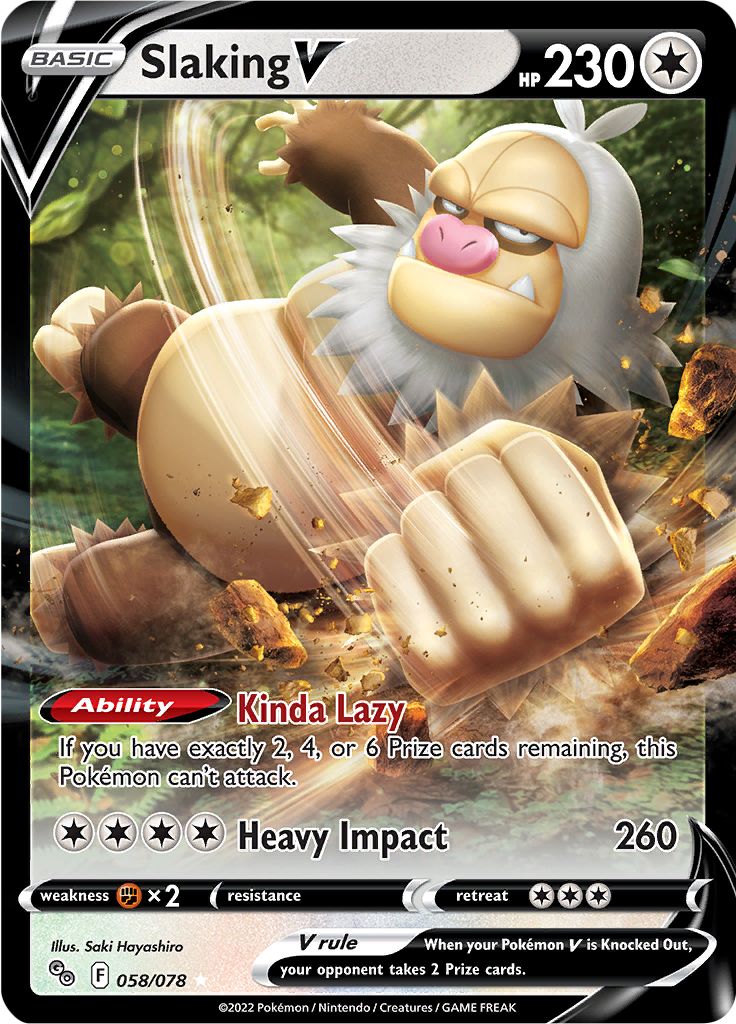 BASIC Slaking V HP 230
Ability Kinda Lazy
If you have exactly 2, 4, or 6 Prize cards remaining, this
Pokémon can't attack.
Heavy Impact 260
weakness ×2 resistance retreat
Illus. Saki Hayashiro
V rule When your Pokémon V is Knocked Out,
your opponent takes 2 Prize cards.
GO F 058/078
©2022 Pokémon / Nintendo / Creatures / GAME FREAK